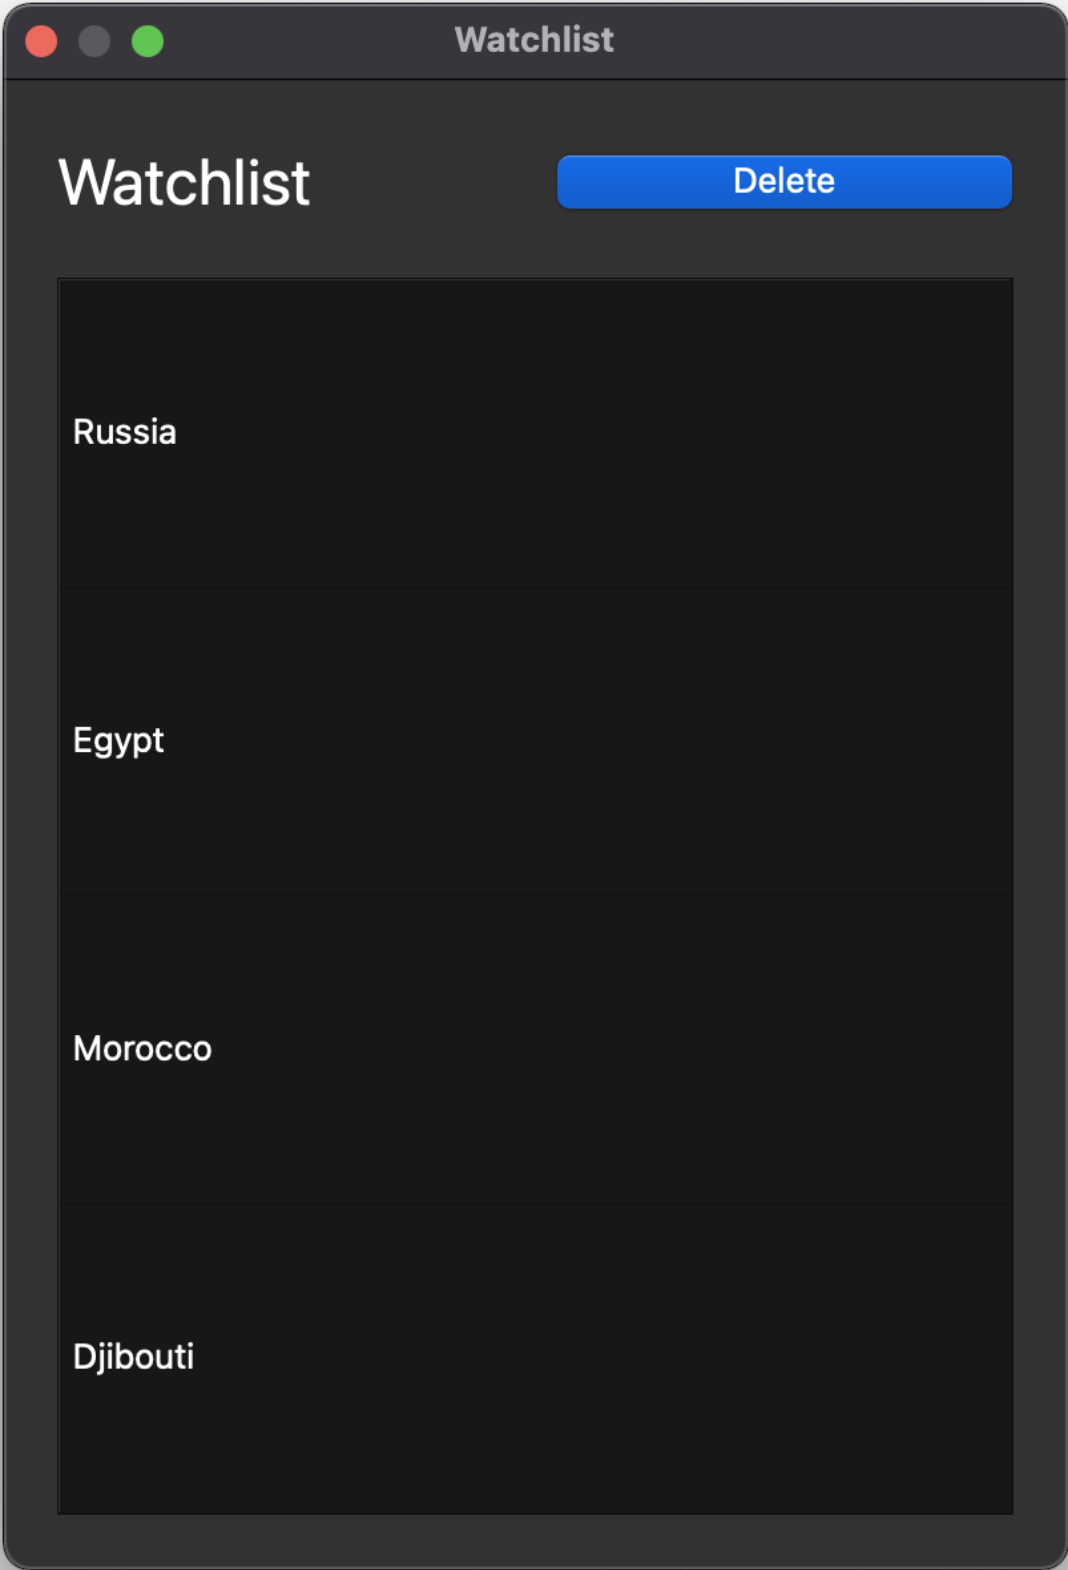 Watchlist
Watchlist
Delete
Russia
Egypt
Morocco
Djibouti